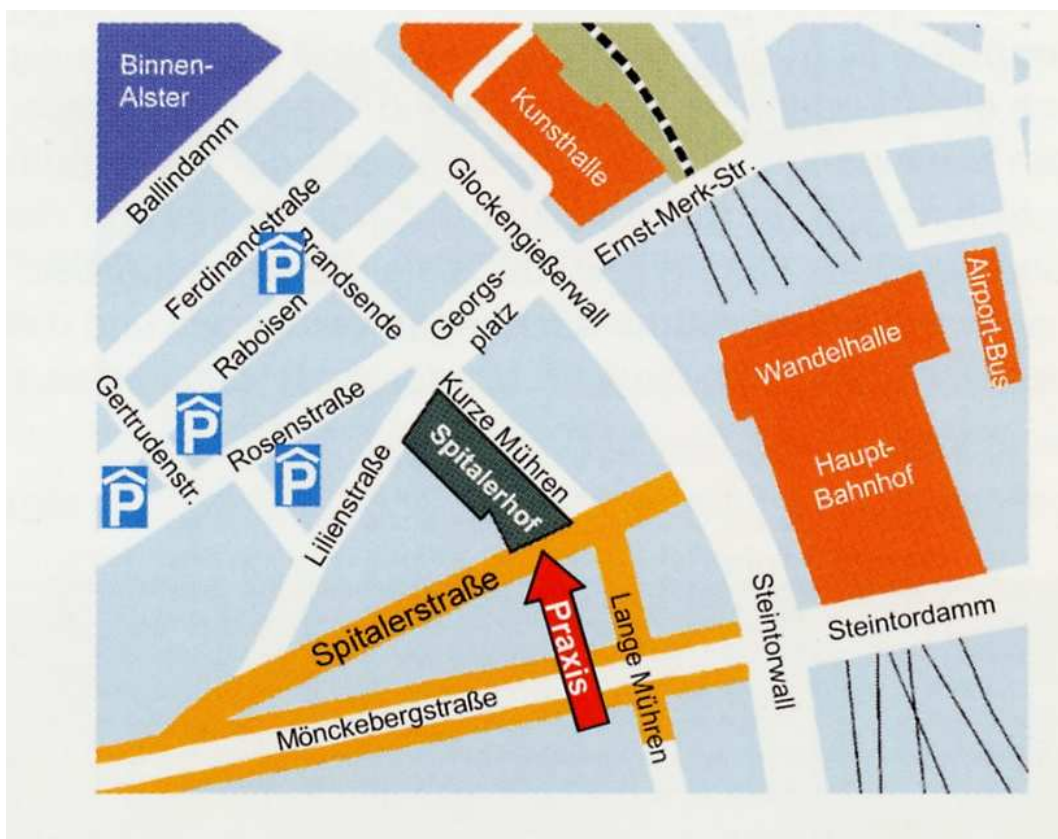 Binnen-
Alster
Ballindamm
Kunsthalle
Glockengießerwall
Ernst-Merk-Str.
Ferdinandstraße
P
Brandsende
Georgs-
platz
Airport-Bus
Raboisen
Wandelhalle
Gertrudenstr.
P
Rosenstraße
Kurze Mühren
Spitalerhof
Haupt-
Bahnhof
P
P
Lilienstraße
Spitalerstraße
Praxis
Lange Mühren
Steintorwall
Steintordamm
Mönckebergstraße